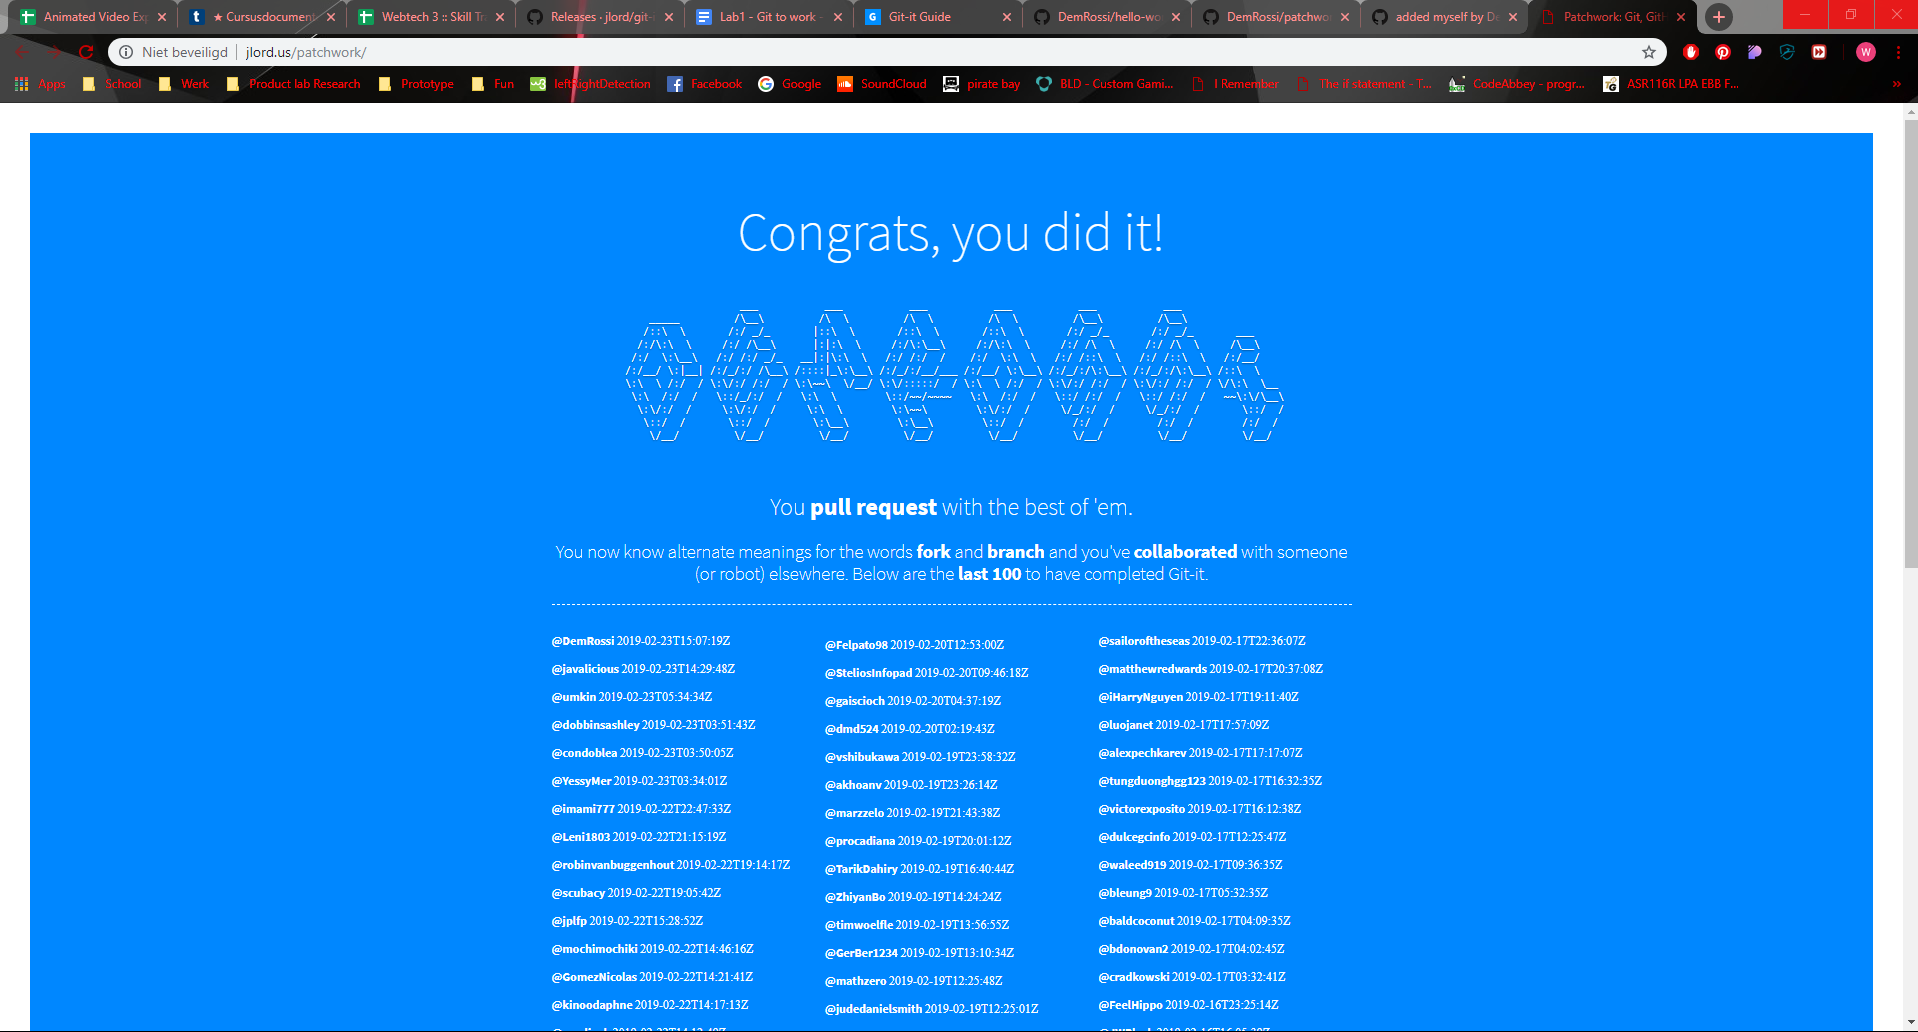 Animated Video Exp
★ Cursusdocument
Webtech 3 :: Skill Tra
Releases · jlord/git-i
Lab1 - Git to work -
Git-it Guide
DemRossi/hello-wo
DemRossi/patchwo
added myself by De
Patchwork: Git, GitH
Niet beveiligd
jlord.us/patchwork/
Apps
School
Werk
Product lab Research
Prototype
Fun
leftRightDetection
Facebook
Google
SoundCloud
pirate bay
BLD - Custom Gami...
I Remember
The if statement - T...
CodeAbbey - progr...
ASR116R LPA EBB F...
Congrats, you did it!
You pull request with the best of 'em.
You now know alternate meanings for the words fork and branch and you've collaborated with someone
(or robot) elsewhere. Below are the last 100 to have completed Git-it.
@DemRossi 2019-02-23T15:07:19Z
@javalicious 2019-02-23T14:29:48Z
@umkin 2019-02-23T05:34:34Z
@dobbinsashley 2019-02-23T03:51:43Z
@condoblea 2019-02-23T03:50:05Z
@YessyMer 2019-02-23T03:34:01Z
@imami777 2019-02-22T22:47:33Z
@Leni1803 2019-02-22T21:15:19Z
@robinvanbuggenhout 2019-02-22T19:14:17Z
@scubacy 2019-02-22T19:05:42Z
@jplfp 2019-02-22T15:28:52Z
@mochimochiki 2019-02-22T14:46:16Z
@GomezNicolas 2019-02-22T14:21:41Z
@kinoodaphne 2019-02-22T14:17:13Z
@Felpato98 2019-02-20T12:53:00Z
@SteliosInfopad 2019-02-20T09:46:18Z
@gaiscioch 2019-02-20T04:37:19Z
@dmd524 2019-02-20T02:19:43Z
@vshibukawa 2019-02-19T23:58:32Z
@akhoanv 2019-02-19T23:26:14Z
@marzzelo 2019-02-19T21:43:38Z
@procadiana 2019-02-19T20:01:12Z
@TarikDahiry 2019-02-19T16:40:44Z
@ZhiyanBo 2019-02-19T14:24:24Z
@timwoelfle 2019-02-19T13:56:55Z
@GerBer1234 2019-02-19T13:10:34Z
@mathzero 2019-02-19T12:25:48Z
@judedanielsmith 2019-02-19T12:25:01Z
@sailoroftheseas 2019-02-17T22:36:07Z
@matthewredwards 2019-02-17T20:37:08Z
@iHarryNguyen 2019-02-17T19:11:40Z
@luojanet 2019-02-17T17:57:09Z
@alexpechkarev 2019-02-17T17:17:07Z
@tungduonghgg123 2019-02-17T16:32:35Z
@victorexposito 2019-02-17T16:12:38Z
@dulcegcinfo 2019-02-17T12:25:47Z
@waleed919 2019-02-17T09:36:35Z
@bleung9 2019-02-17T05:32:35Z
@baldcoconut 2019-02-17T04:09:35Z
@bdonovan2 2019-02-17T04:02:45Z
@cradkowski 2019-02-17T03:32:41Z
@FeelHippo 2019-02-16T23:25:14Z